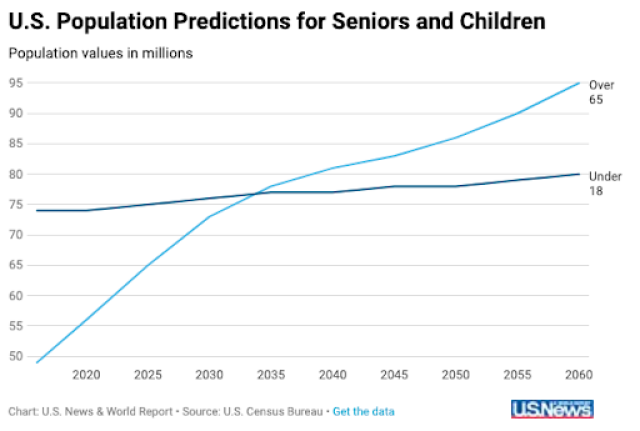 U.S. Population Predictions for Seniors and Children
Population values in millions
95
90
85
80
75
70
65
60
55
50
Over
65
Under
18
2020 2025 2030 2035 2040 2045 2050 2055 2060
Chart: U.S. News & World Report • Source: U.S. Census Bureau • Get the data
U.S.News